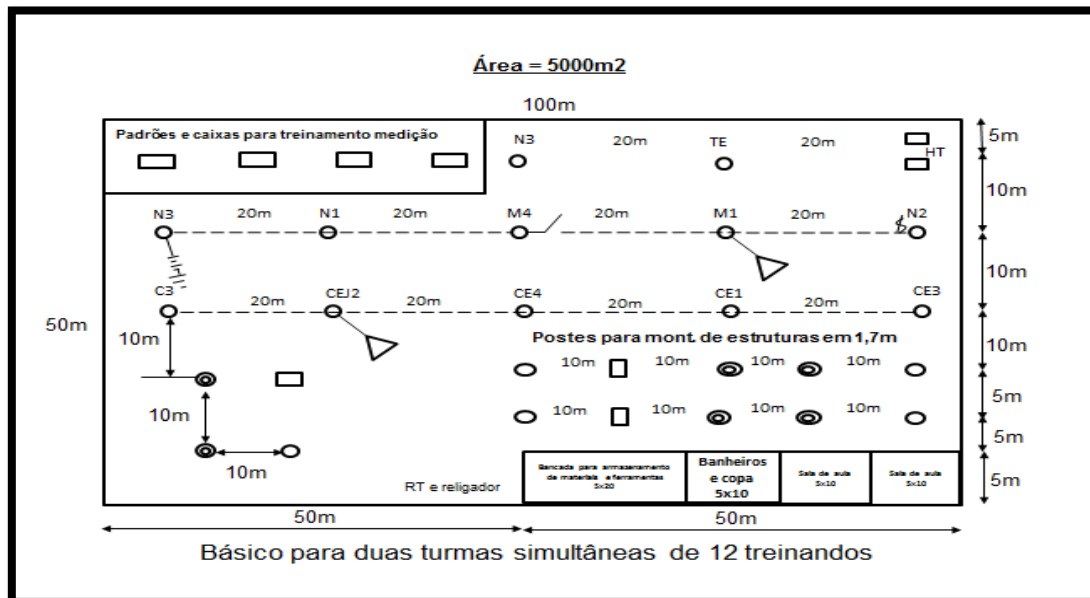 Área = 5000m2
100m
Padrões e caixas para treinamento medição
N3 20m TE 20m HT
5m
10m
N3 20m N1 20m M4 20m M1 20m N2
10m
C3 20m CEJ2 20m CE4 20m CE1 20m CE3
50m
10m
Postes para mont. de estruturas em 1,7m
10m
10m 10m 10m 10m
5m
10m
10m 10m 10m 10m
5m
10m
Bancada para armasenamento
de materiais e ferramentas
5x20
Banheiros
e copa
5x10
Sala de aula
5x10
Sala de aula
5x10
5m
RT e religador
50m 50m
Básico para duas turmas simultâneas de 12 treinandos